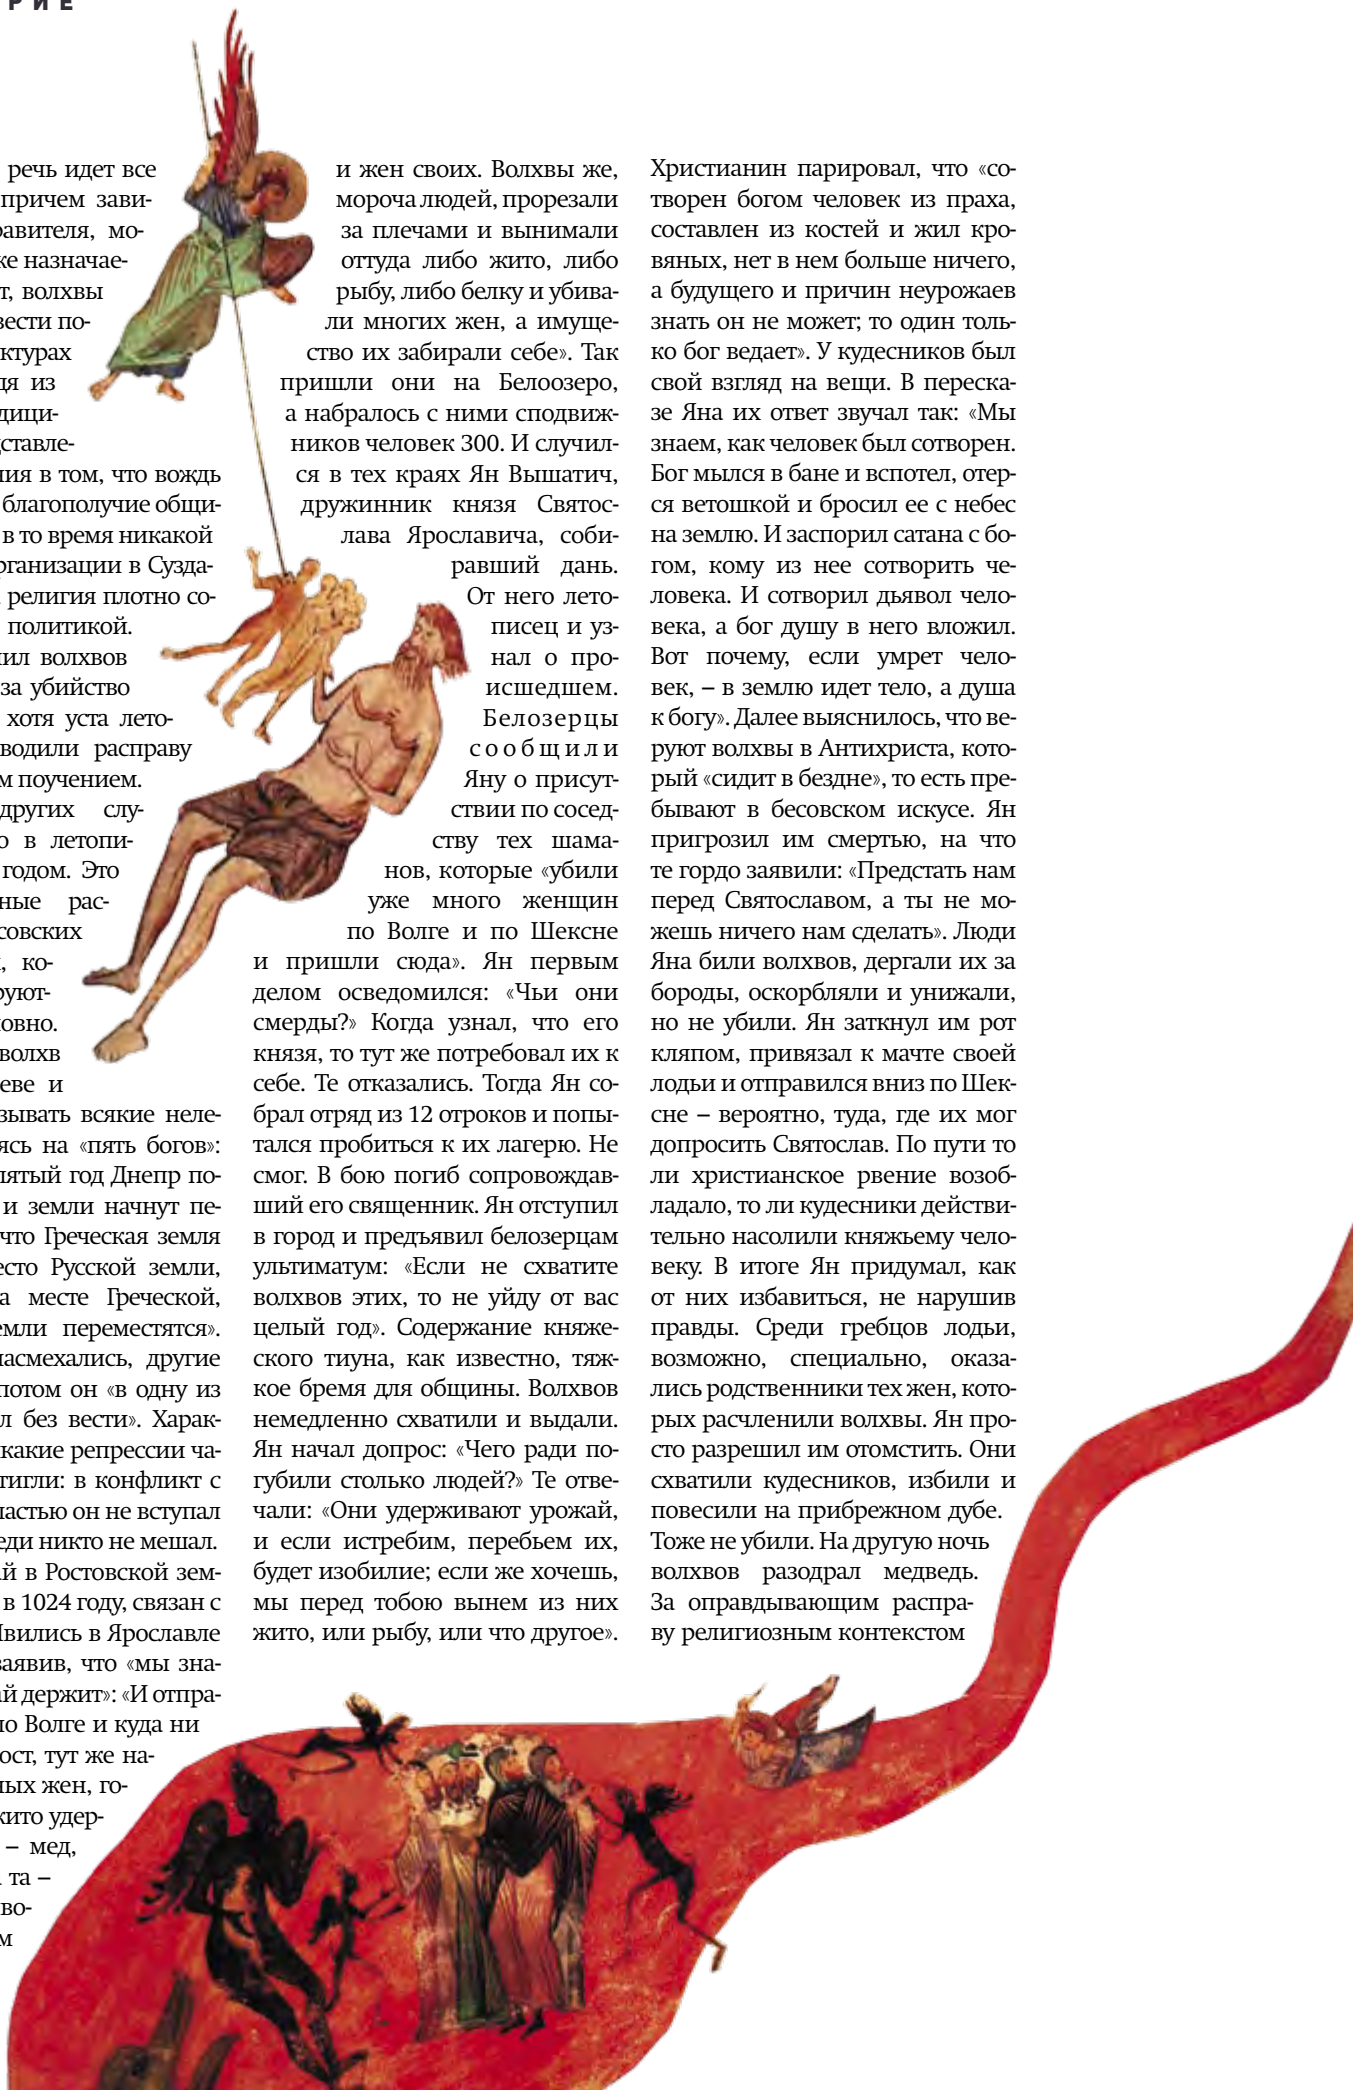 РИЕ
речь идет все
причем зави-
равителя, мо-
же назначае-
т, волхвы
вести по-
ктурах
дя из
дици-
дставле-
ния в том, что вождь
благополучие общи-
в то время никакой
рганизации в Сузда-
религия плотно со-
политикой.
ил волхвов
за убийство
хотя уста лето-
водили расправу
м поучением.
других слу-
о в летопи-
годом. Это
ные рас-
совских
, ко-
руют-
ловно.
волхв
еве и
зывать всякие неле-
ясь на «пять богов»:
пятый год Днепр по-
и земли начнут пе-
что Греческая земля
есто Русской земли,
а месте Греческой,
емли переместятся».
насмехались, другие
потом он «в одну из
л без вести». Харак-
какие репрессии ча-
тигли: в конфликт с
ластью он не вступал
еди никто не мешал.
ай в Ростовской зем-
в 1024 году, связан с
Явились в Ярославле
заявив, что «мы зна-
ай держит»: «И отпра-
по Волге и куда ни
ост, тут же на-
ных жен, го-
жито удер-
– мед,
та –
во-
м
и жен своих. Волхвы же,
мороча людей, прорезали
за плечами и вынимали
оттуда либо жито, либо
рыбу, либо белку и убива-
ли многих жен, а имуще-
ство их забирали себе». Так
пришли они на Белоозеро,
а набралось с ними сподвиж-
ников человек 300. И случил-
ся в тех краях Ян Вышатич,
дружинник князя Святос-
лава Ярославича, соби-
равший дань.
От него лето-
писец и уз-
нал о про-
исшедшем.
Белозерцы
сообщили
Яну о присут-
ствии по сосед-
ству тех шама-
нов, которые «убили
уже много женщин
по Волге и по Шексне
и пришли сюда». Ян первым
делом осведомился: «Чьи они
смерды?» Когда узнал, что его
князя, то тут же потребовал их к
себе. Те отказались. Тогда Ян со-
брал отряд из 12 отроков и попы-
тался пробиться к их лагерю. Не
смог. В бою погиб сопровождав-
ший его священник. Ян отступил
в город и предъявил белозерцам
ультиматум: «Если не схватите
волхвов этих, то не уйду от вас
целый год». Содержание княже-
ского тиуна, как известно, тяж-
кое бремя для общины. Волхвов
немедленно схватили и выдали.
Ян начал допрос: «Чего ради по-
губили столько людей?» Те отве-
чали: «Они удерживают урожай,
и если истребим, перебьем их,
будет изобилие; если же хочешь,
мы перед тобою вынем из них
жито, или рыбу, или что другое».
Христианин парировал, что «со-
творен богом человек из праха,
составлен из костей и жил кро-
вяных, нет в нем больше ничего,
а будущего и причин неурожаев
знать он не может; то один толь-
ко бог ведает». У кудесников был
свой взгляд на вещи. В переска-
зе Яна их ответ звучал так: «Мы
знаем, как человек был сотворен.
Бог мылся в бане и вспотел, отер-
ся ветошкой и бросил ее с небес
на землю. И заспорил сатана с бо-
гом, кому из нее сотворить че-
ловека. И сотворил дьявол чело-
века, а бог душу в него вложил.
Вот почему, если умрет чело-
век, – в землю идет тело, а душа
к богу». Далее выяснилось, что ве-
руют волхвы в Антихриста, кото-
рый «сидит в бездне», то есть пре-
бывают в бесовском искусе. Ян
пригрозил им смертью, на что
те гордо заявили: «Предстать нам
перед Святославом, а ты не мо-
жешь ничего нам сделать». Люди
Яна били волхвов, дергали их за
бороды, оскорбляли и унижали,
но не убили. Ян заткнул им рот
кляпом, привязал к мачте своей
лодьи и отправился вниз по Шек-
сне – вероятно, туда, где их мог
допросить Святослав. По пути то
ли христианское рвение возоб-
ладало, то ли кудесники действи-
тельно насолили княжьему чело-
веку. В итоге Ян придумал, как
от них избавиться, не нарушив
правды. Среди гребцов лодьи,
возможно, специально, оказа-
лись родственники тех жен, кото-
рых расчленили волхвы. Ян про-
сто разрешил им отомстить. Они
схватили кудесников, избили и
повесили на прибрежном дубе.
Тоже не убили. На другую ночь
волхвов разодрал медведь.
За оправдывающим распра-
ву религиозным контекстом